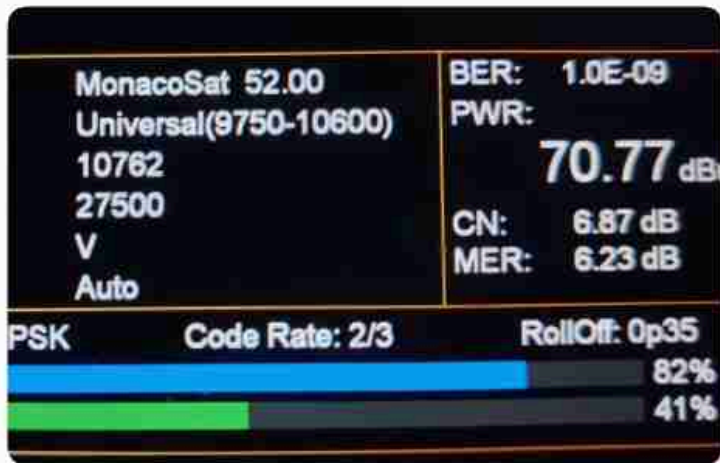 MonacoSat 52.00
Universal(9750-10600)
10762
27500
V
Auto
BER: 1.0E-09
PWR:
70.77 dB
CN: 6.87 dB
MER: 6.23 dB
PSK Code Rate: 2/3 RollOff: 0p35
82%
41%